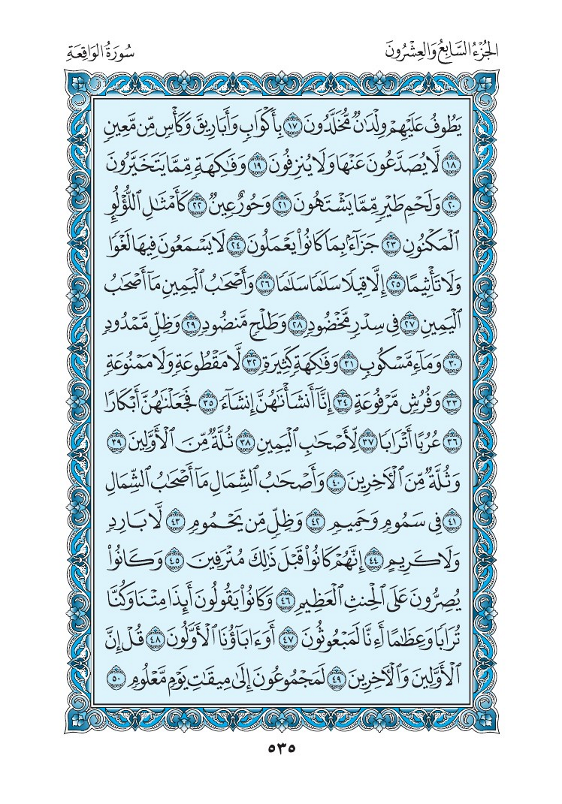 الجُزْءُ السَّابِعُ وَالعِشْرُونَ
سُورَةُ الوَاقِعَةِ
يَطُوفُ عَلَيْهِمْ وِلْدَٰنٌ مُّخَلَّدُونَ ١٧ بِأَكْوَابٍ وَأَبَارِيقَ وَكَأْسٍ مِّن مَّعِينٍ
١٨ لَّا يُصَدَّعُونَ عَنْهَا وَلَا يُنزِفُونَ ١٩ وَفَٰكِهَةٍ مِّمَّا يَتَخَيَّرُونَ
٢٠ وَلَحْمِ طَيْرٍ مِّمَّا يَشْتَهُونَ ٢١ وَحُورٌ عِينٌ ٢٢ كَأَمْثَٰلِ ٱللُّؤْلُوِٕ
ٱلْمَكْنُونِ ٢٣ جَزَآءًۢ بِمَا كَانُوا۟ يَعْمَلُونَ ٢٤ لَا يَسْمَعُونَ فِيهَا لَغْوًا
وَلَا تَأْثِيمًا ٢٥ إِلَّا قِيلًا سَلَٰمًا سَلَٰمًا ٢٦ وَأَصْحَٰبُ ٱلْيَمِينِ مَآ أَصْحَٰبُ
ٱلْيَمِينِ ٢٧ فِى سِدْرٍ مَّخْضُودٍ ٢٨ وَطَلْحٍ مَّنضُودٍ ٢٩ وَظِلٍّ مَّمْدُودٍ
٣٠ وَمَآءٍ مَّسْكُوبٍ ٣١ وَفَٰكِهَةٍ كَثِيرَةٍ ٣٢ لَّا مَقْطُوعَةٍ وَلَا مَمْنُوعَةٍ
٣٣ وَفُرُشٍ مَّرْفُوعَةٍ ٣٤ إِنَّآ أَنشَأْنَٰهُنَّ إِنشَآءً ٣٥ فَجَعَلْنَٰهُنَّ أَبْكَارًا
٣٦ عُرُبًا أَتْرَابًا ٣٧ لِّأَصْحَٰبِ ٱلْيَمِينِ ٣٨ ثُلَّةٌ مِّنَ ٱلْأَوَّلِينَ ٣٩
وَثُلَّةٌ مِّنَ ٱلْءَاخِرِينَ ٤٠ وَأَصْحَٰبُ ٱلشِّمَالِ مَآ أَصْحَٰبُ ٱلشِّمَالِ
٤١ فِى سَمُومٍ وَحَمِيمٍ ٤٢ وَظِلٍّ مِّن يَحْمُومٍ ٤٣ لَّا بَارِدٍ
وَلَا كَرِيمٍ ٤٤ إِنَّهُمْ كَانُوا۟ قَبْلَ ذَٰلِكَ مُتْرَفِينَ ٤٥ وَكَانُوا۟
يُصِرُّونَ عَلَى ٱلْحِنثِ ٱلْعَظِيمِ ٤٦ وَكَانُوا۟ يَقُولُونَ أَئِذَا مِتْنَا وَكُنَّا
تُرَابًا وَعِظَٰمًا أَءِنَّا لَمَبْعُوثُونَ ٤٧ أَوَءَابَآؤُنَا ٱلْأَوَّلُونَ ٤٨ قُلْ إِنَّ
ٱلْأَوَّلِينَ وَٱلْءَاخِرِينَ ٤٩ لَمَجْمُوعُونَ إِلَىٰ مِيقَٰتِ يَوْمٍ مَّعْلُومٍ ٥٠
٥٣٥